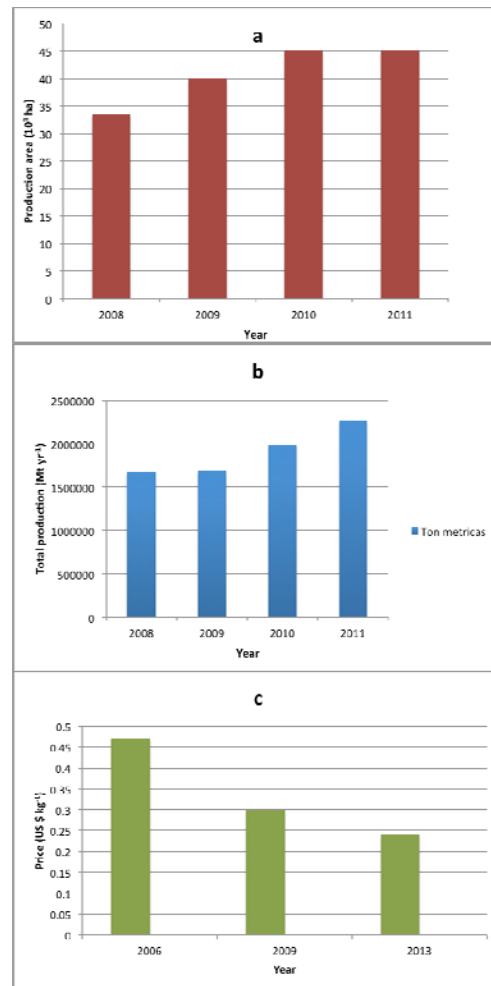 a
50
45
40
35
30
25
20
15
10
5
0
Production area (10³ ha)
2008 2009 2010 2011
Year
b
2500000
2000000
1500000
1000000
500000
0
Total production (Mt yr⁻¹)
2008 2009 2010 2011
Year
Ton metricas
c
0.5
0.45
0.4
0.35
0.3
0.25
0.2
0.15
0.1
0.05
0
Price (US $ kg⁻¹)
2006 2009 2013
Year